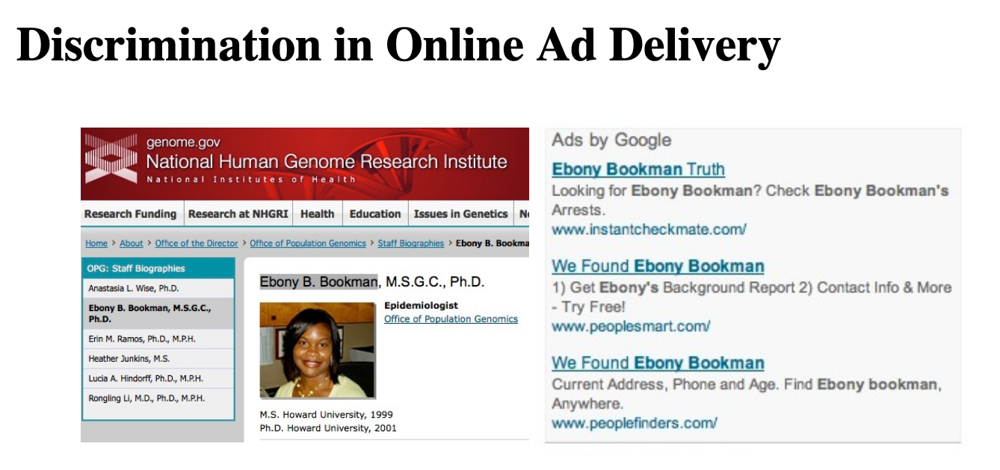 Discrimination in Online Ad Delivery
genome.gov
National Human Genome Research Institute
National Institutes of Health
Research Funding Research at NHGRI Health Education Issues in Genetics
Home > About > Office of the Director > Office of Population Genomics > Staff Biographies > Ebony B. Bookma
OPG: Staff Biographies
Anastasia L. Wise, Ph.D.
Ebony B. Bookman, M.S.G.C.,
Ph.D.
Erin M. Ramos, Ph.D., M.P.H.
Heather Junkins, M.S.
Lucia A. Hindorff, Ph.D., M.P.H.
Rongling Li, M.D., Ph.D., M.P.H.
Ebony B. Bookman, M.S.G.C., Ph.D.
Epidemiologist
Office of Population Genomics
M.S. Howard University, 1999
Ph.D. Howard University, 2001
Ads by Google
Ebony Bookman Truth
Looking for Ebony Bookman? Check Ebony Bookman's
Arrests.
www.instantcheckmate.com/
We Found Ebony Bookman
1) Get Ebony's Background Report 2) Contact Info & More
- Try Free!
www.peoplesmart.com/
We Found Ebony Bookman
Current Address, Phone and Age. Find Ebony bookman,
Anywhere.
www.peoplefinders.com/